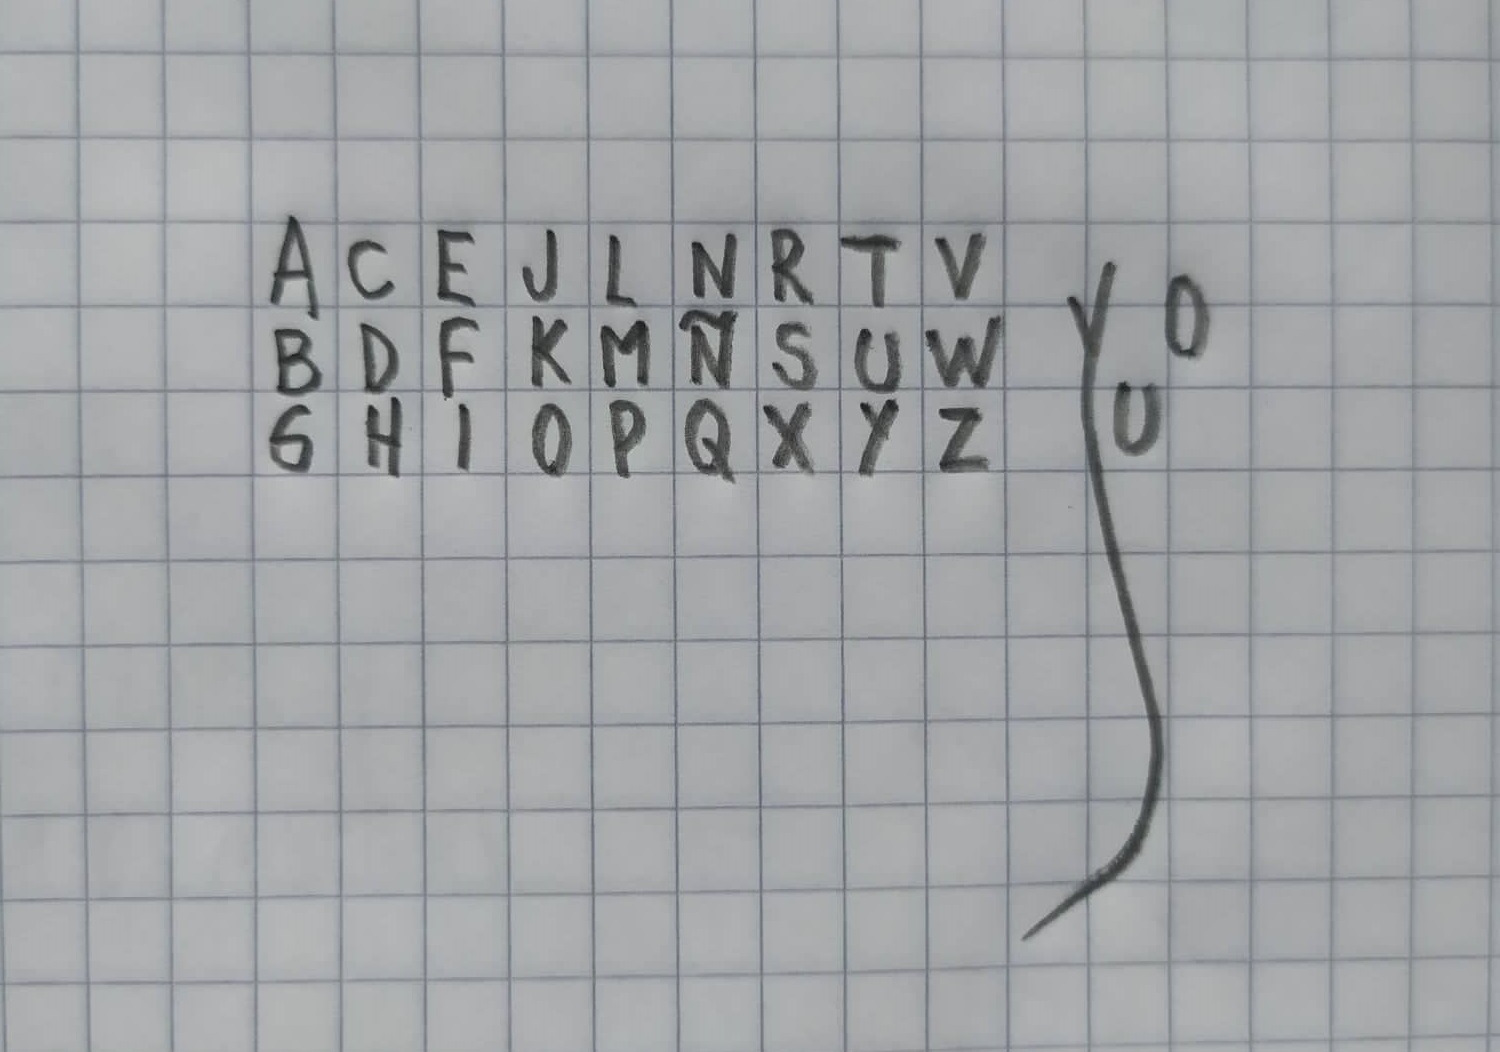 A C E J L N R T V
B D F K M Ñ S U W
G H I O P Q X Y Z
Y O
U